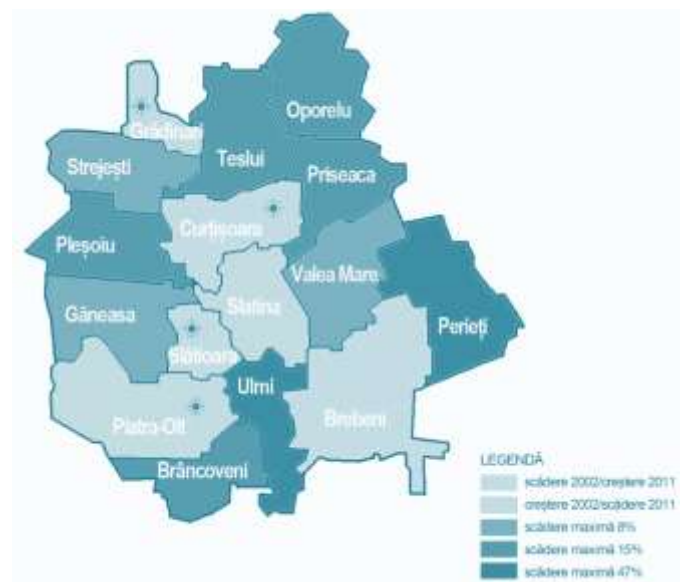 Oporelu
Grădinari
Teslui
Strejești
Priseaca
Curtișoara
Pleșoiu
Valea Mare
Slatina
Găneasa
Perieți
Slătioara
Ulmi
Piatra-Olt
Brebeni
Brâncoveni
LEGENDĂ
scădere 2002/creștere 2011
creștere 2002/scădere 2011
scădere maximă 8%
scădere maximă 15%
scădere maximă 47%